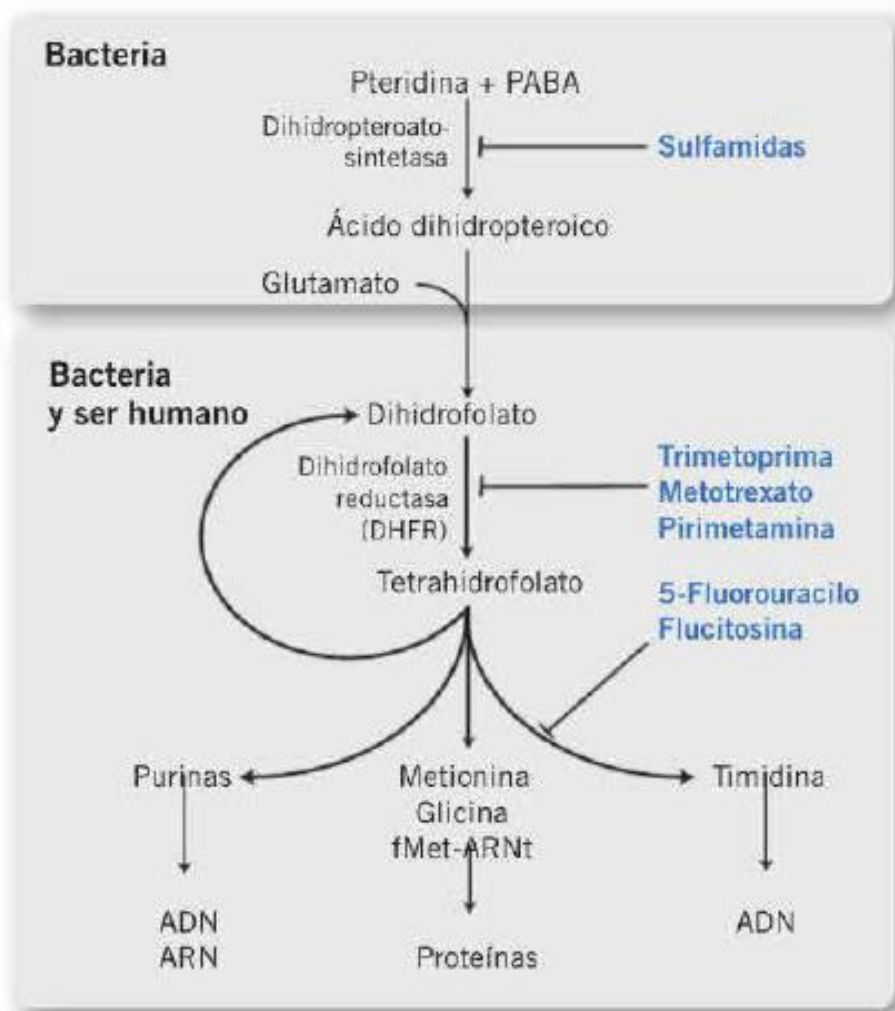 Bacteria
Pteridina + PABA
Dihidropteroato-
sintetasa
Sulfamidas
Ácido dihidropteroico
Glutamato
Bacteria
y ser humano
Dihidrofolato
Dihidrofolato
reductasa
(DHFR)
Trimetoprima
Metotrexato
Pirimetamina
Tetrahidrofolato
5-Fluorouracilo
Flucitosina
Purinas
Metionina
Glicina
fMet-ARNt
Timidina
ADN
ARN
Proteínas
ADN